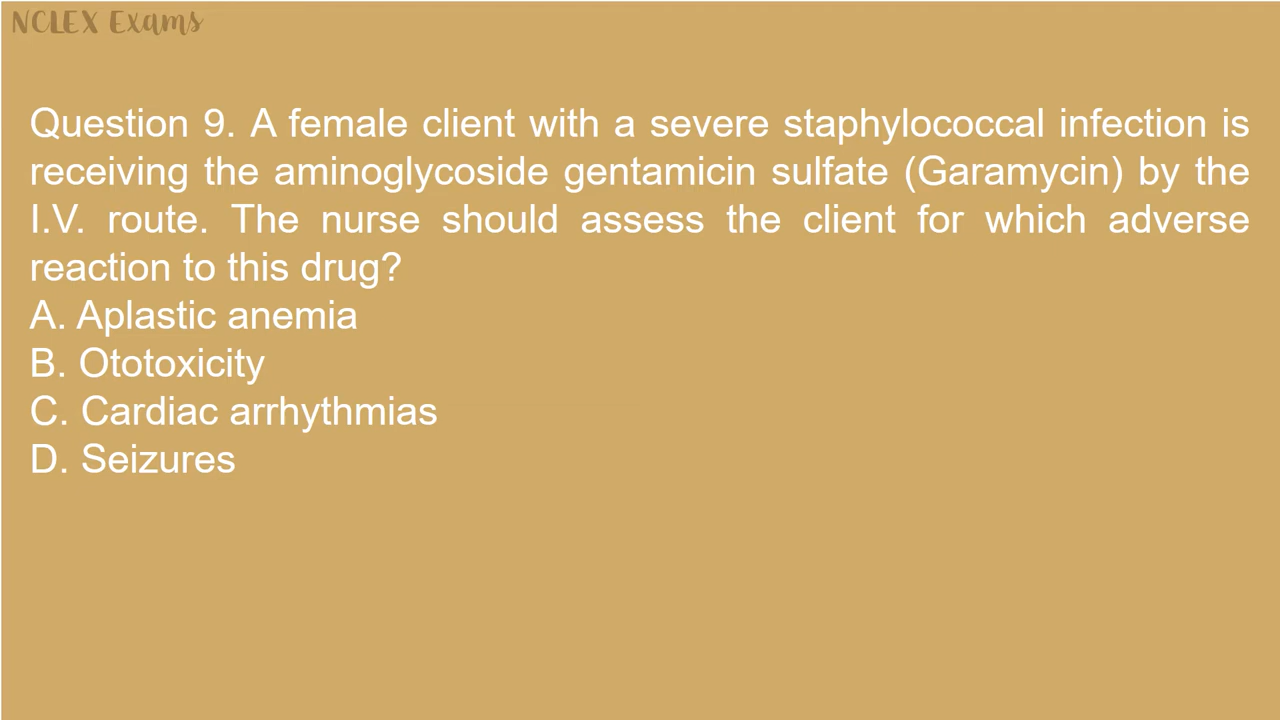 NCLEX Exams
Question 9. A female client with a severe staphylococcal infection is
receiving the aminoglycoside gentamicin sulfate (Garamycin) by the
I.V. route. The nurse should assess the client for which adverse
reaction to this drug?
A. Aplastic anemia
B. Ototoxicity
C. Cardiac arrhythmias
D. Seizures